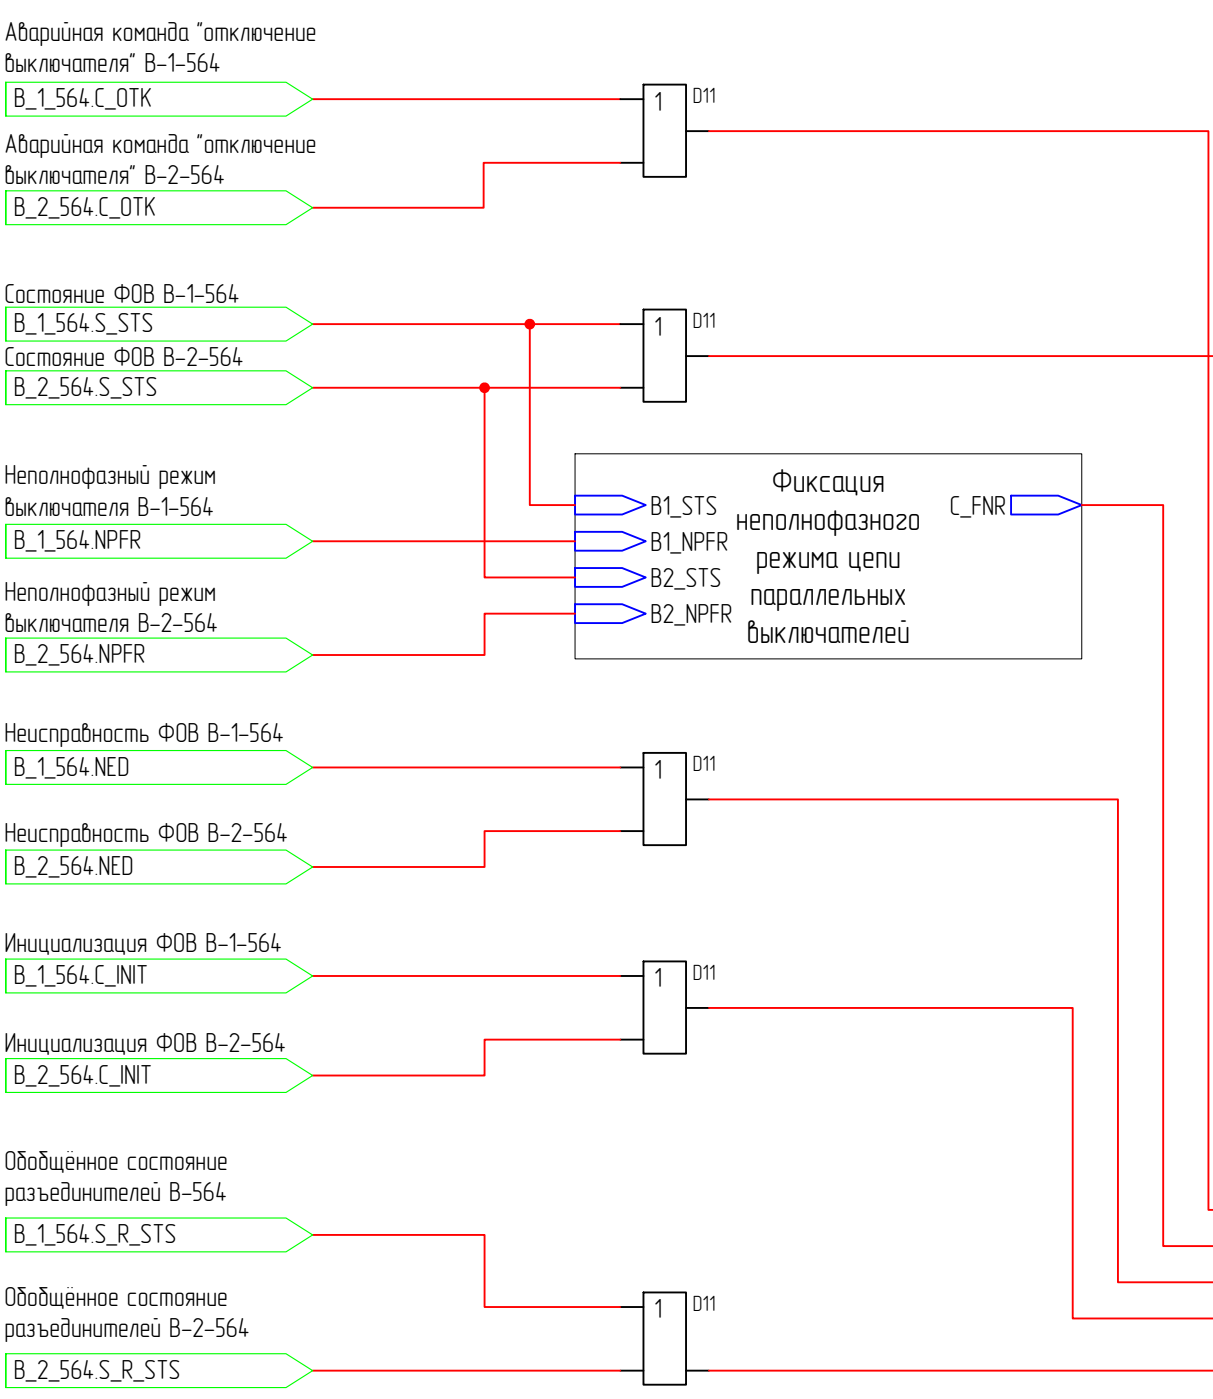 Аварийная команда "отключение
выключателя" В-1-564
B_1_564.C_OTK
1
D11
Аварийная команда "отключение
выключателя" В-2-564
B_2_564.C_OTK
Состояние ФОВ В-1-564
B_1_564.S_STS
1
D11
Состояние ФОВ В-2-564
B_2_564.S_STS
Неполнофазный режим
выключателя В-1-564
B_1_564.NPFR
Неполнофазный режим
выключателя В-2-564
B_2_564.NPFR
B1_STS
B1_NPFR
B2_STS
B2_NPFR
Фиксация
неполнофазного
режима цепи
параллельных
выключателей
C_FNR
Неисправность ФОВ В-1-564
B_1_564.NED
1
D11
Неисправность ФОВ В-2-564
B_2_564.NED
Инициализация ФОВ В-1-564
B_1_564.C_INIT
1
D11
Инициализация ФОВ В-2-564
B_2_564.C_INIT
Обобщённое состояние
разъединителей В-564
B_1_564.S_R_STS
Обобщённое состояние
разъединителей В-2-564
B_2_564.S_R_STS
1
D11